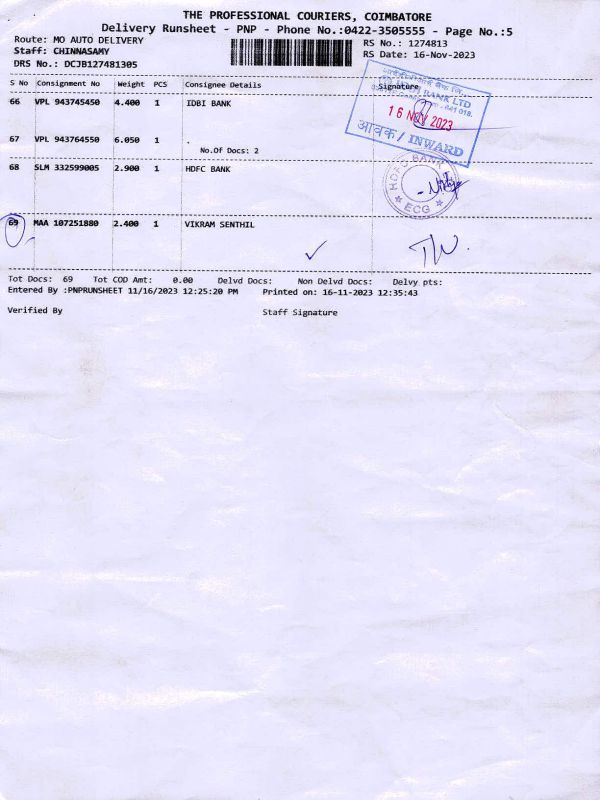 THE PROFESSIONAL COURIERS, COIMBATORE
Delivery Runsheet - PNP - Phone No.:0422-3505555 - Page No.:5
Route: MO AUTO DELIVERY RS No.: 1274813
Staff: CHINNASAMY RS Date: 16-Nov-2023
DRS No.: DCJB127481305
S No Consignment No Weight PCS Consignee Details Signature
66 VPL 943745450 4.400 1 IDBI BANK
BANK LTD
16 NOV 2023
आवक / INWARD
67 VPL 943764550 6.050 1 .
No.Of Docs: 2
68 SLM 332599005 2.900 1 HDFC BANK
HDFC BANK
ECG
69 MAA 107251880 2.400 1 VIKRAM SENTHIL
Tot Docs: 69 Tot COD Amt: 0.00 Delvd Docs: Non Delvd Docs: Delvy pts:
Entered By :PNPRUNSHEET 11/16/2023 12:25:20 PM Printed on: 16-11-2023 12:35:43
Verified By Staff Signature